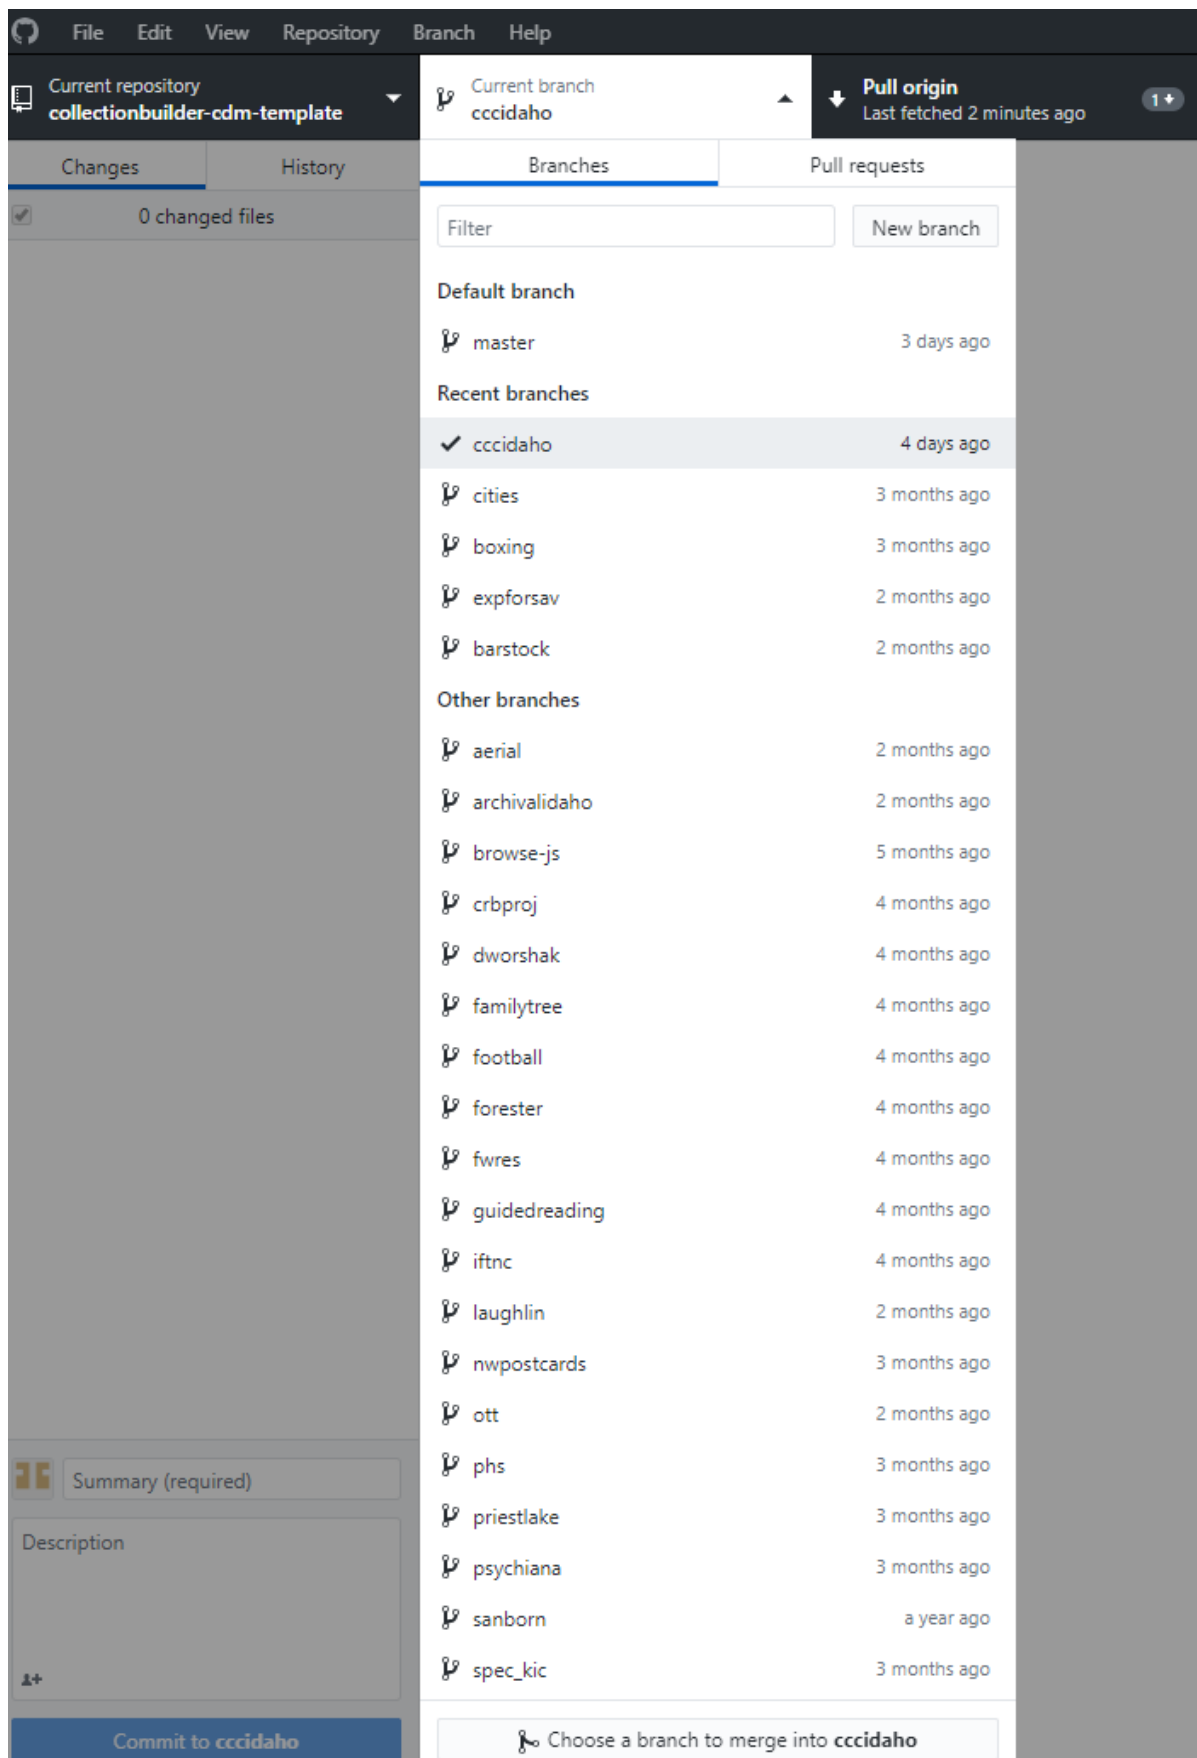 File Edit View Repository Branch Help
Current repository
collectionbuilder-cdm-template
Current branch
cccidaho
Pull origin
Last fetched 2 minutes ago
1
Changes History
0 changed files
Branches Pull requests
Filter New branch
Default branch
master 3 days ago
Recent branches
cccidaho 4 days ago
cities 3 months ago
boxing 3 months ago
expforsav 2 months ago
barstock 2 months ago
Other branches
aerial 2 months ago
archivalidaho 2 months ago
browse-js 5 months ago
crbproj 4 months ago
dworshak 4 months ago
familytree 4 months ago
football 4 months ago
forester 4 months ago
fwres 4 months ago
guidedreading 4 months ago
iftnc 4 months ago
laughlin 2 months ago
nwpostcards 3 months ago
ott 2 months ago
phs 3 months ago
priestlake 3 months ago
psychiana 3 months ago
sanborn a year ago
spec_kic 3 months ago
Summary (required)
Description
Commit to cccidaho
Choose a branch to merge into cccidaho